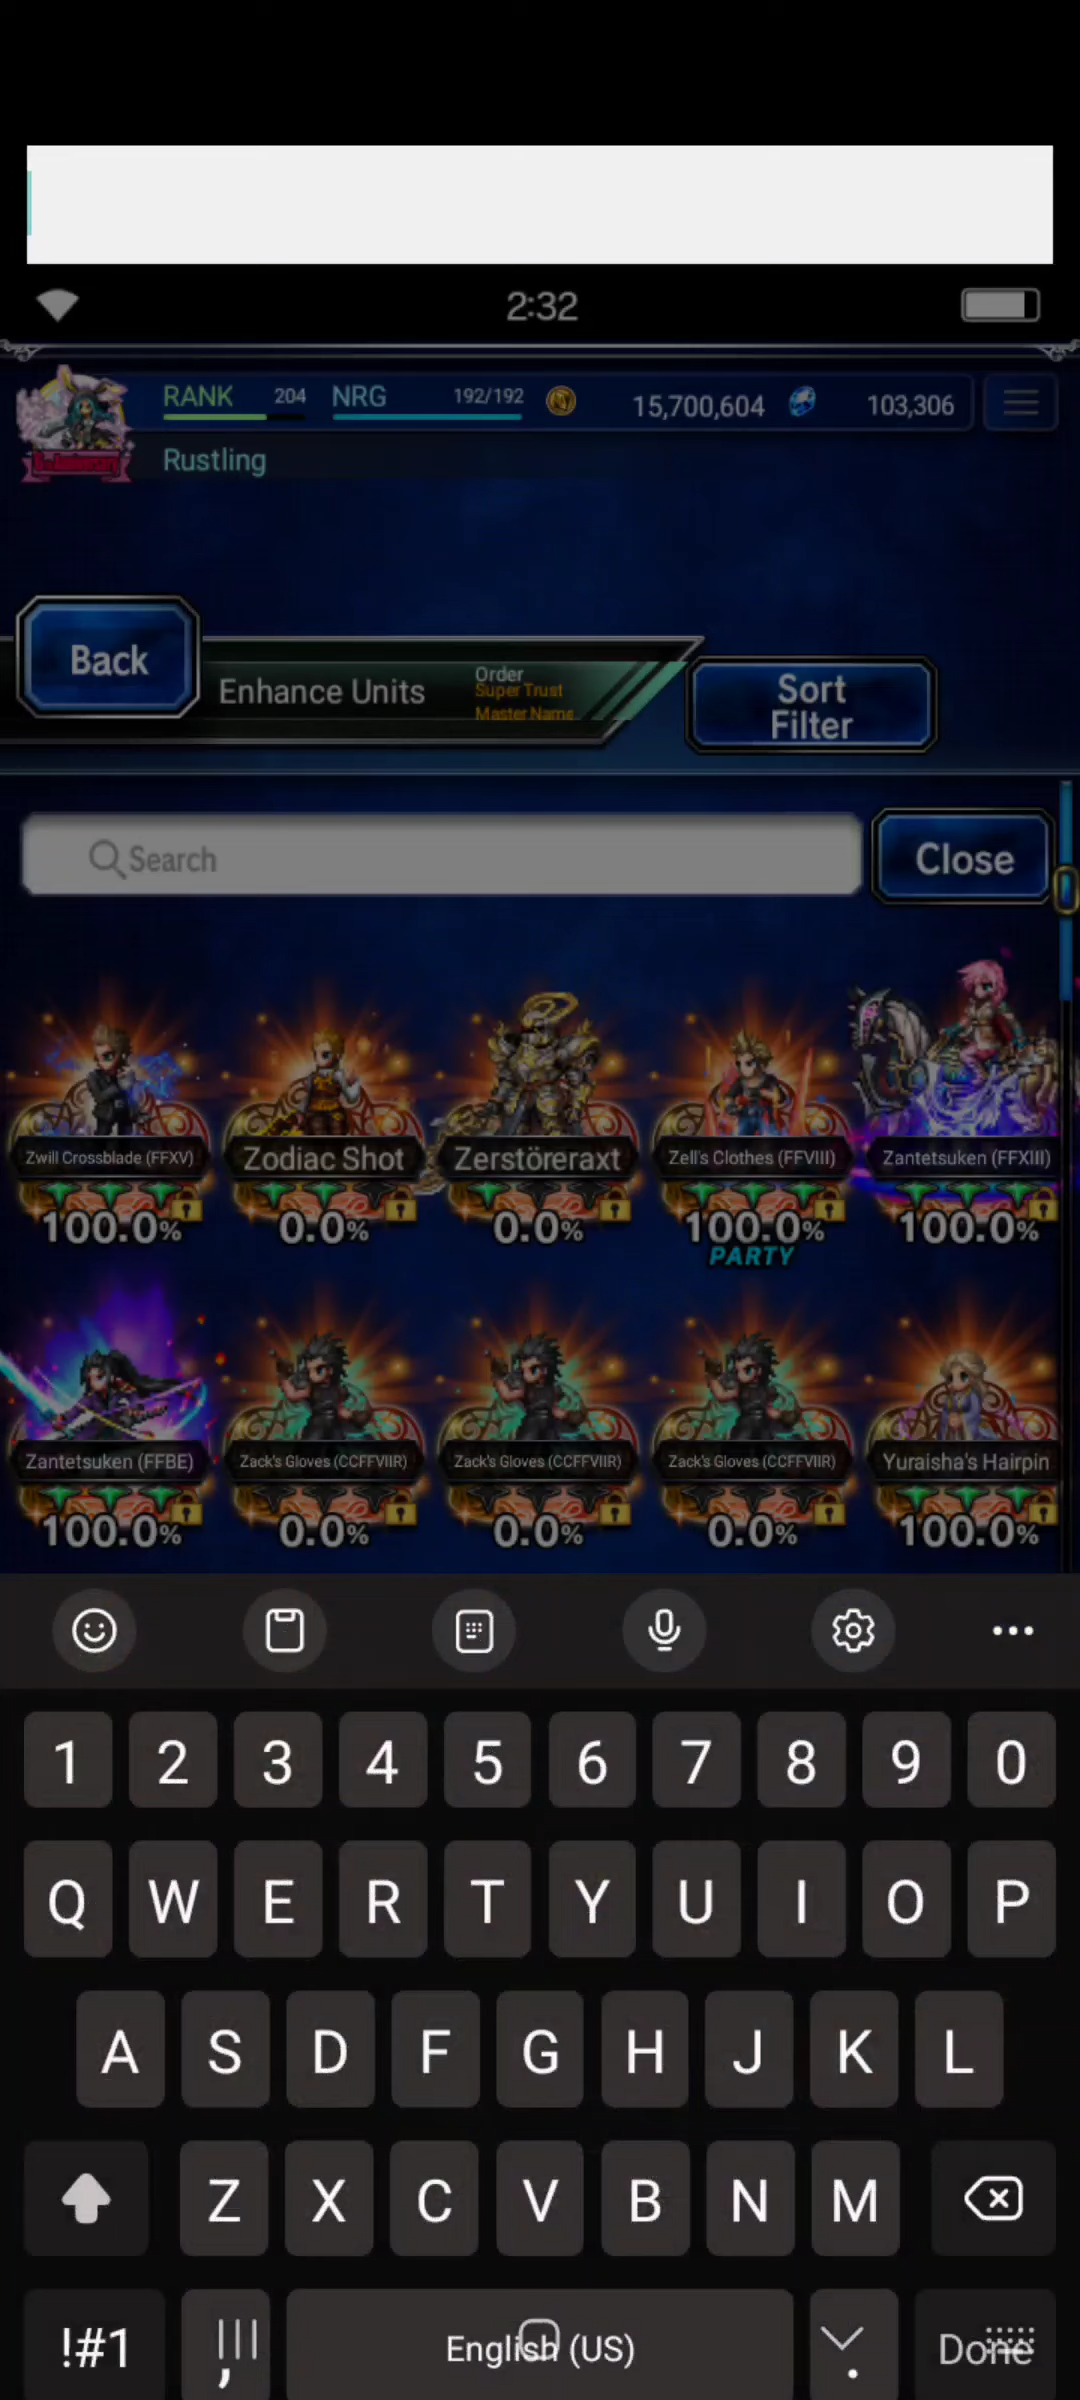 2:32
RANK 204 NRG 192/192 15,700,604 103,306
Rustling
Back
Enhance Units
Order
Super Trust
Master Name
Sort
Filter
Search
Close
Zwill Crossblade (FFXV) Zodiac Shot Zerstöreraxt Zell's Clothes (FFVIII) Zantetsuken (FFXIII)
100.0% 0.0% 0.0% 100.0% 100.0%
PARTY
Zantetsuken (FFBE) Zack's Gloves (CCFFVIIR) Zack's Gloves (CCFFVIIR) Zack's Gloves (CCFFVIIR) Yuraisha's Hairpin
100.0% 0.0% 0.0% 0.0% 100.0%
1 2 3 4 5 6 7 8 9 0
Q W E R T Y U I O P
A S D F G H J K L
Z X C V B N M
!#1 , English (US) . Done